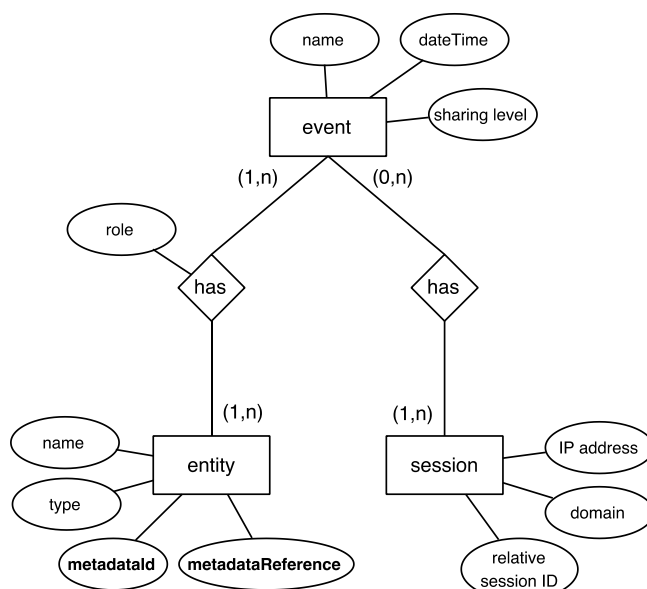 name
dateTime
event
sharing level
(1,n)
(0,n)
role
has
has
(1,n)
(1,n)
name
entity
session
IP address
type
domain
metadataId
metadataReference
relative
session ID